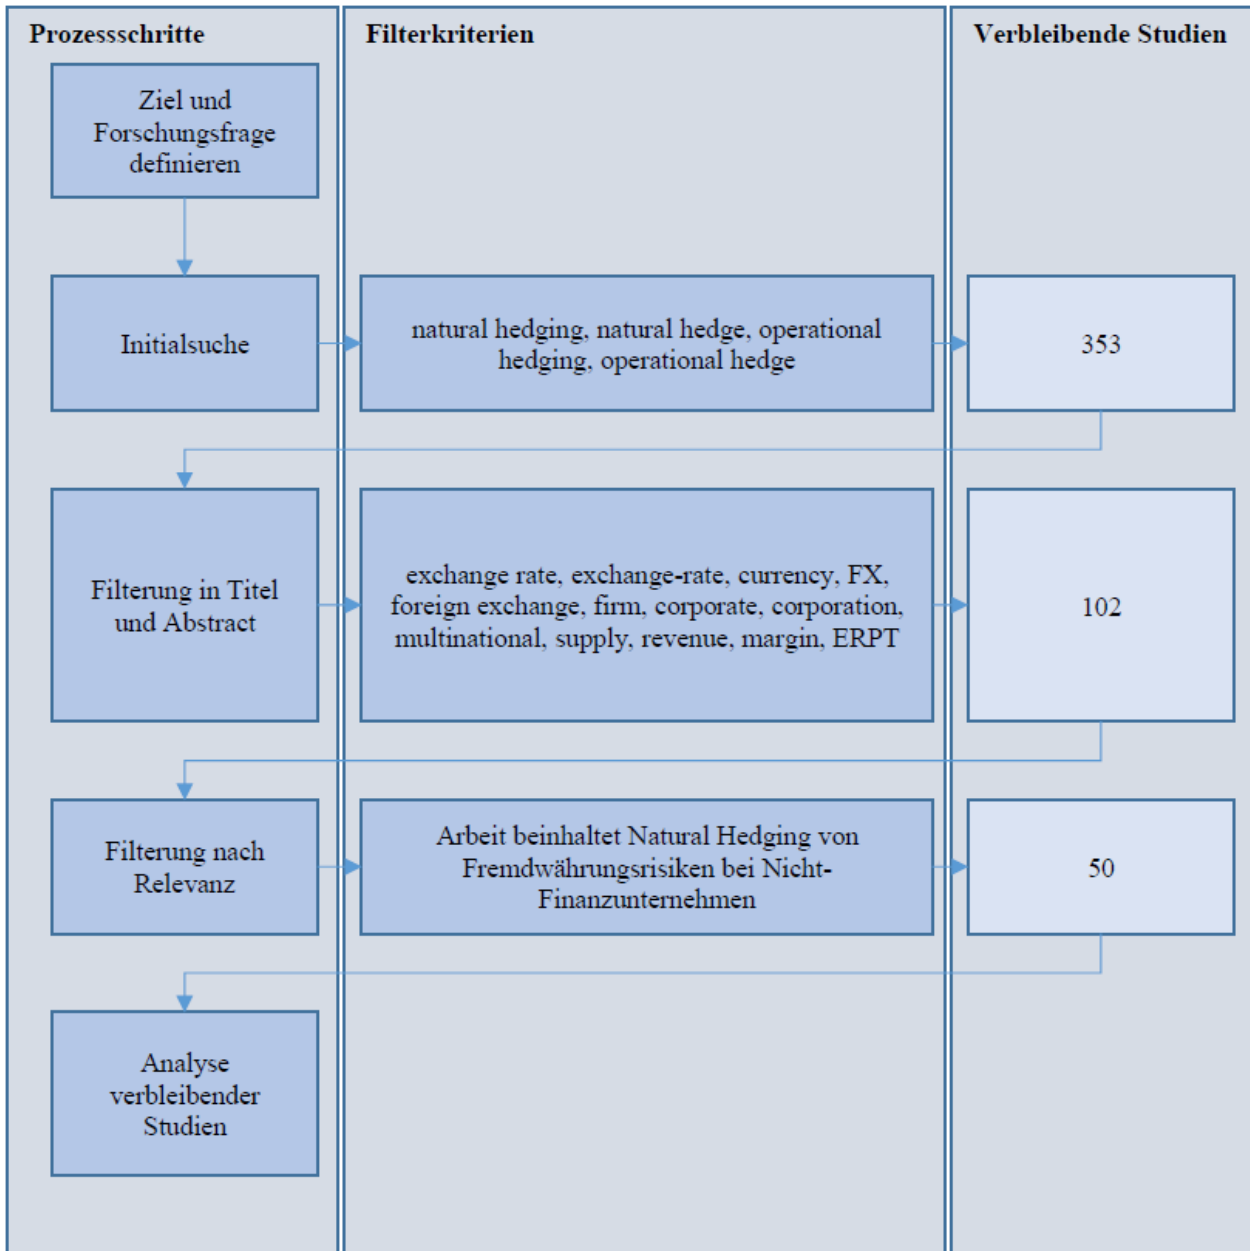 Prozessschritte
Filterkriterien
Verbleibende Studien
Ziel und
Forschungsfrage
definieren
Initialsuche
natural hedging, natural hedge, operational
hedging, operational hedge
353
Filterung in Titel
und Abstract
exchange rate, exchange-rate, currency, FX,
foreign exchange, firm, corporate, corporation,
multinational, supply, revenue, margin, ERPT
102
Filterung nach
Relevanz
Arbeit beinhaltet Natural Hedging von
Fremdwährungsrisiken bei Nicht-
Finanzunternehmen
50
Analyse
verbleibender
Studien